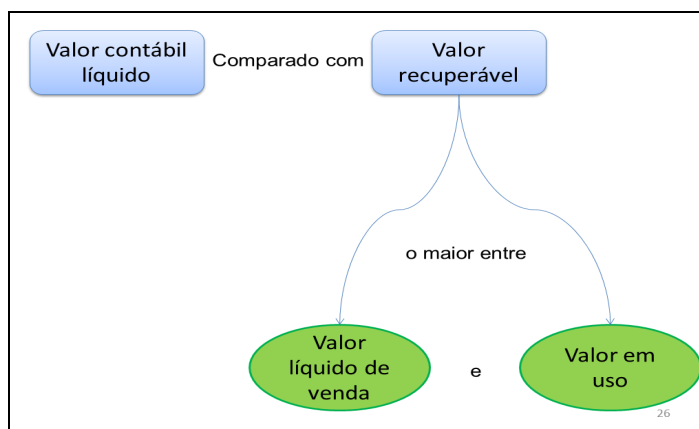 Valor contábil
líquido
Comparado com
Valor
recuperável
o maior entre
Valor
líquido de
venda
e
Valor em
uso
26